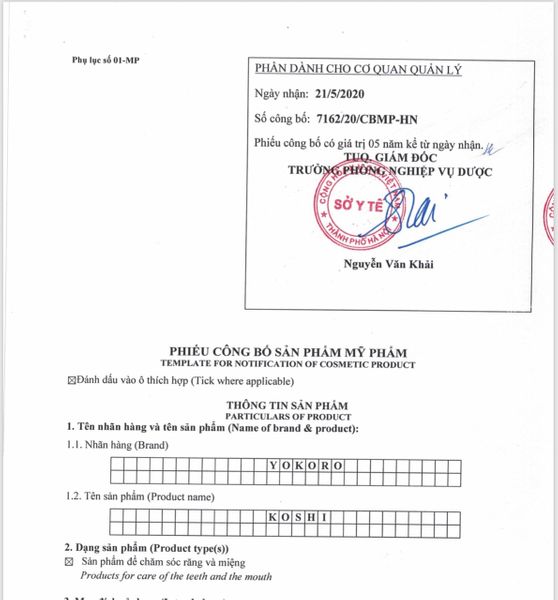 Phụ lục số 01-MP
PHẦN DÀNH CHO CƠ QUAN QUẢN LÝ
Ngày nhận: 21/5/2020
Số công bố: 7162/20/CBMP-HN
Phiếu công bố có giá trị 05 năm kể từ ngày nhận.
TUQ. GIÁM ĐỐC
TRƯỞNG PHÒNG NGHIỆP VỤ DƯỢC
SỞ Y TẾ
THÀNH PHỐ HÀ NỘI
Nguyễn Văn Khải
PHIẾU CÔNG BỐ SẢN PHẨM MỸ PHẨM
TEMPLATE FOR NOTIFICATION OF COSMETIC PRODUCT
☒Đánh dấu vào ô thích hợp (Tick where applicable)
THÔNG TIN SẢN PHẨM
PARTICULARS OF PRODUCT
1. Tên nhãn hàng và tên sản phẩm (Name of brand & product):
1.1. Nhãn hàng (Brand)
YOKORO
1.2. Tên sản phẩm (Product name)
KOSHI
2. Dạng sản phẩm (Product type(s))
☒ Sản phẩm để chăm sóc răng và miệng
Products for care of the teeth and the mouth